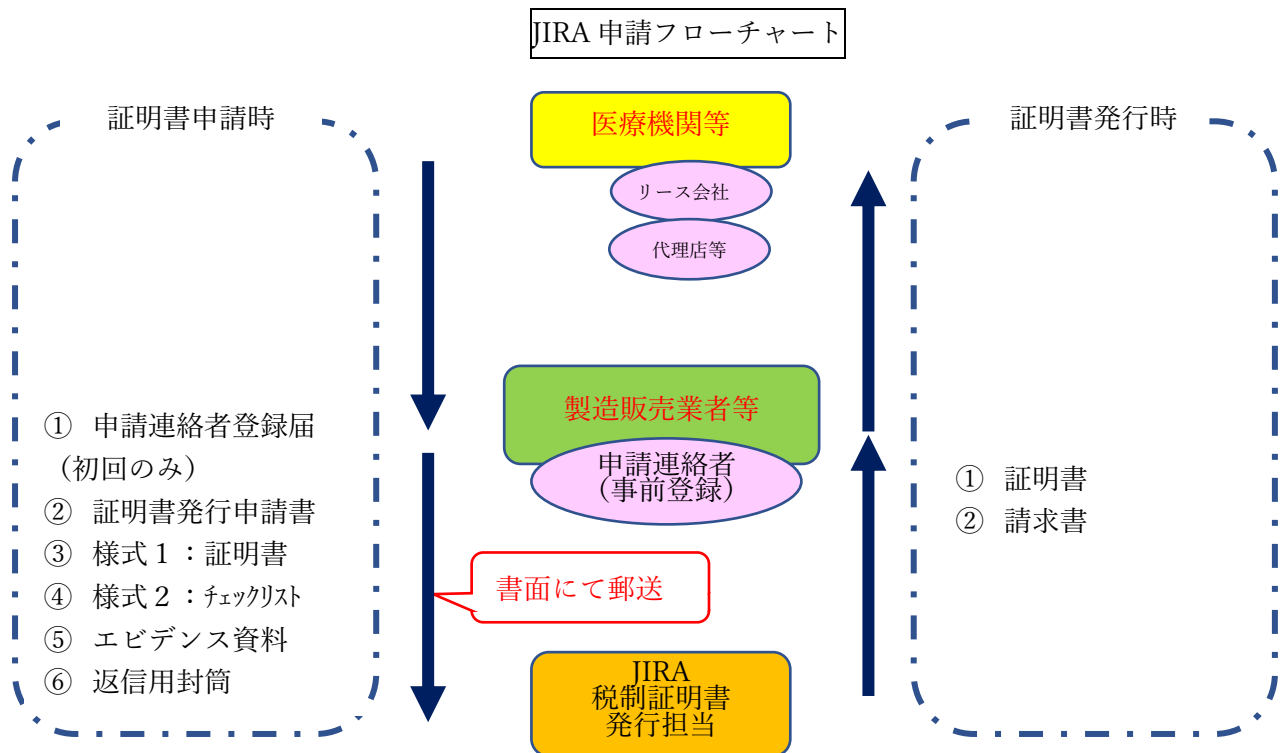 JIRA 申請フローチャート
証明書申請時
① 申請連絡者登録届
（初回のみ）
② 証明書発行申請書
③ 様式１：証明書
④ 様式２：ﾁｪｯｸﾘｽﾄ
⑤ エビデンス資料
⑥ 返信用封筒
医療機関等
リース会社
代理店等
製造販売業者等
申請連絡者
（事前登録）
書面にて郵送
JIRA
税制証明書
発行担当
証明書発行時
① 証明書
② 請求書